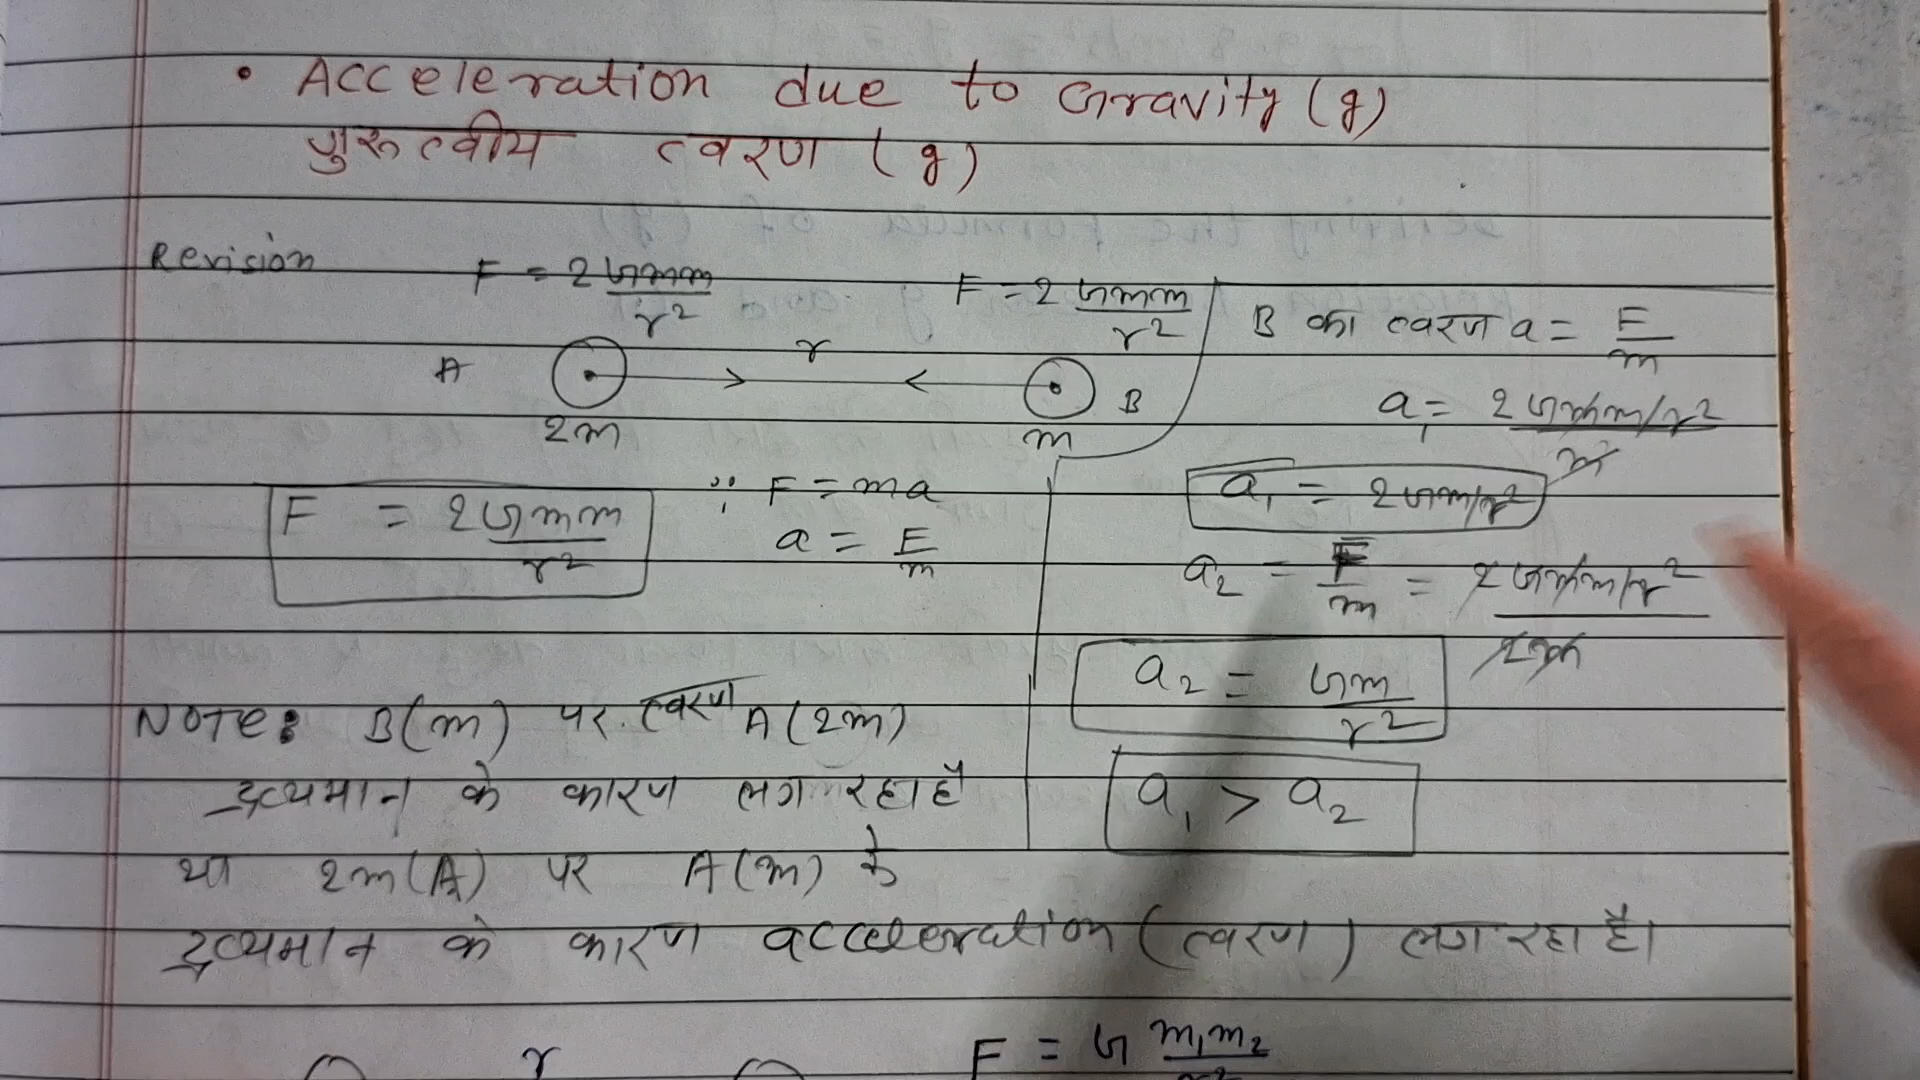 • Acceleration due to Gravity (g)
गुरुत्वीय त्वरण (g)
Revision
F = 2Gmm/r²
F = 2Gmm/r²
A
r
B
2m
m
F = 2Gmm/r²
∵ F = ma
a = F/m
B का त्वरण a = F/m
a₁ = 2Gmm/r²/m
a₁ = 2Gm/r²
a₂ = F/m = 2Gmm/r²/2m
a₂ = Gm/r²
a₁ > a₂
NOTE: B(m) पर त्वरण A(2m)
द्रव्यमान के कारण लग रहा है
या 2m(A) पर A(m) के
द्रव्यमान के कारण acceleration (त्वरण) लग रहा है।
r
F = G m₁m₂